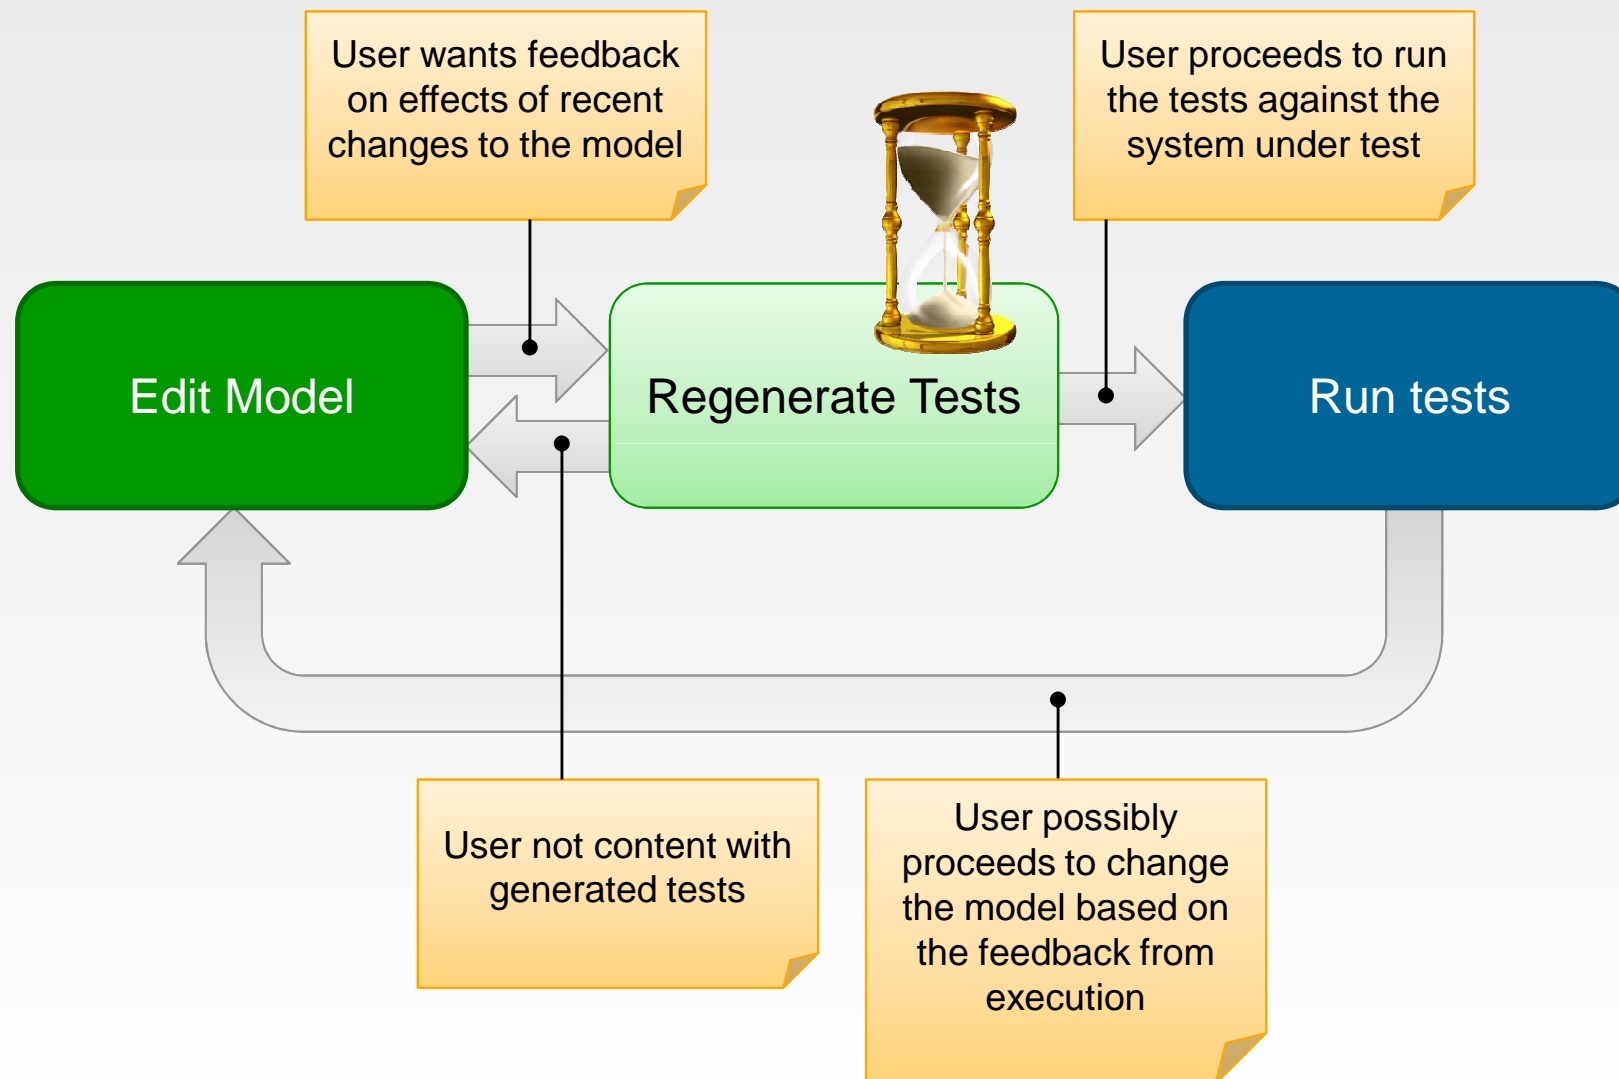 User wants feedback
on effects of recent
changes to the model
User proceeds to run
the tests against the
system under test
Edit Model
Regenerate Tests
Run tests
User not content with
generated tests
User possibly
proceeds to change
the model based on
the feedback from
execution